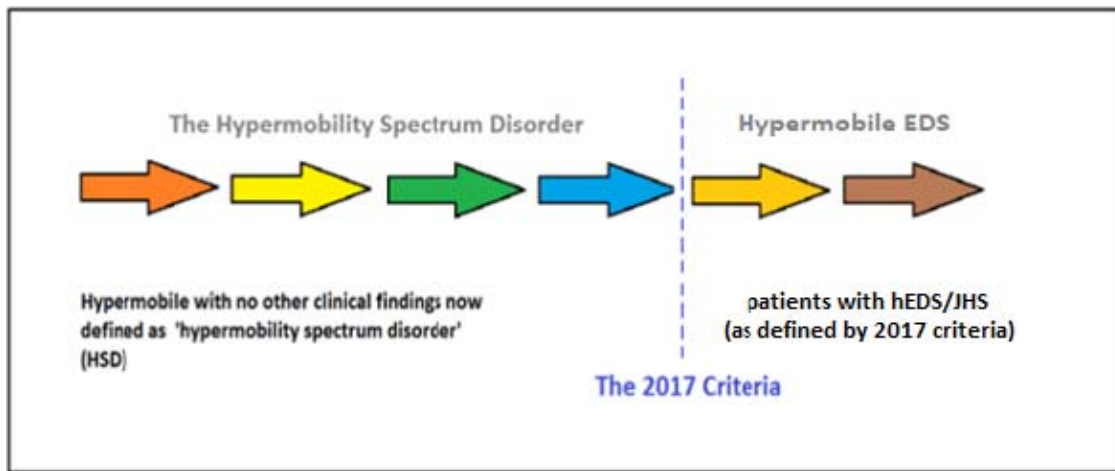 The Hypermobility Spectrum Disorder
Hypermobile EDS
Hypermobile with no other clinical findings now
defined as 'hypermobility spectrum disorder'
(HSD)
patients with hEDS/JHS
(as defined by 2017 criteria)
The 2017 Criteria